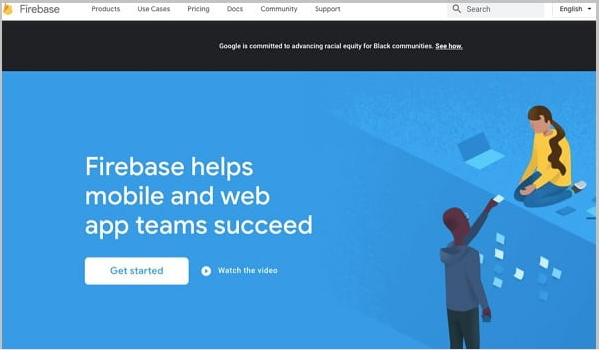 Firebase Products Use Cases Pricing Docs Community Support Search English
Google is committed to advancing racial equity for Black communities. See how.
Firebase helps
mobile and web
app teams succeed
Get started Watch the video